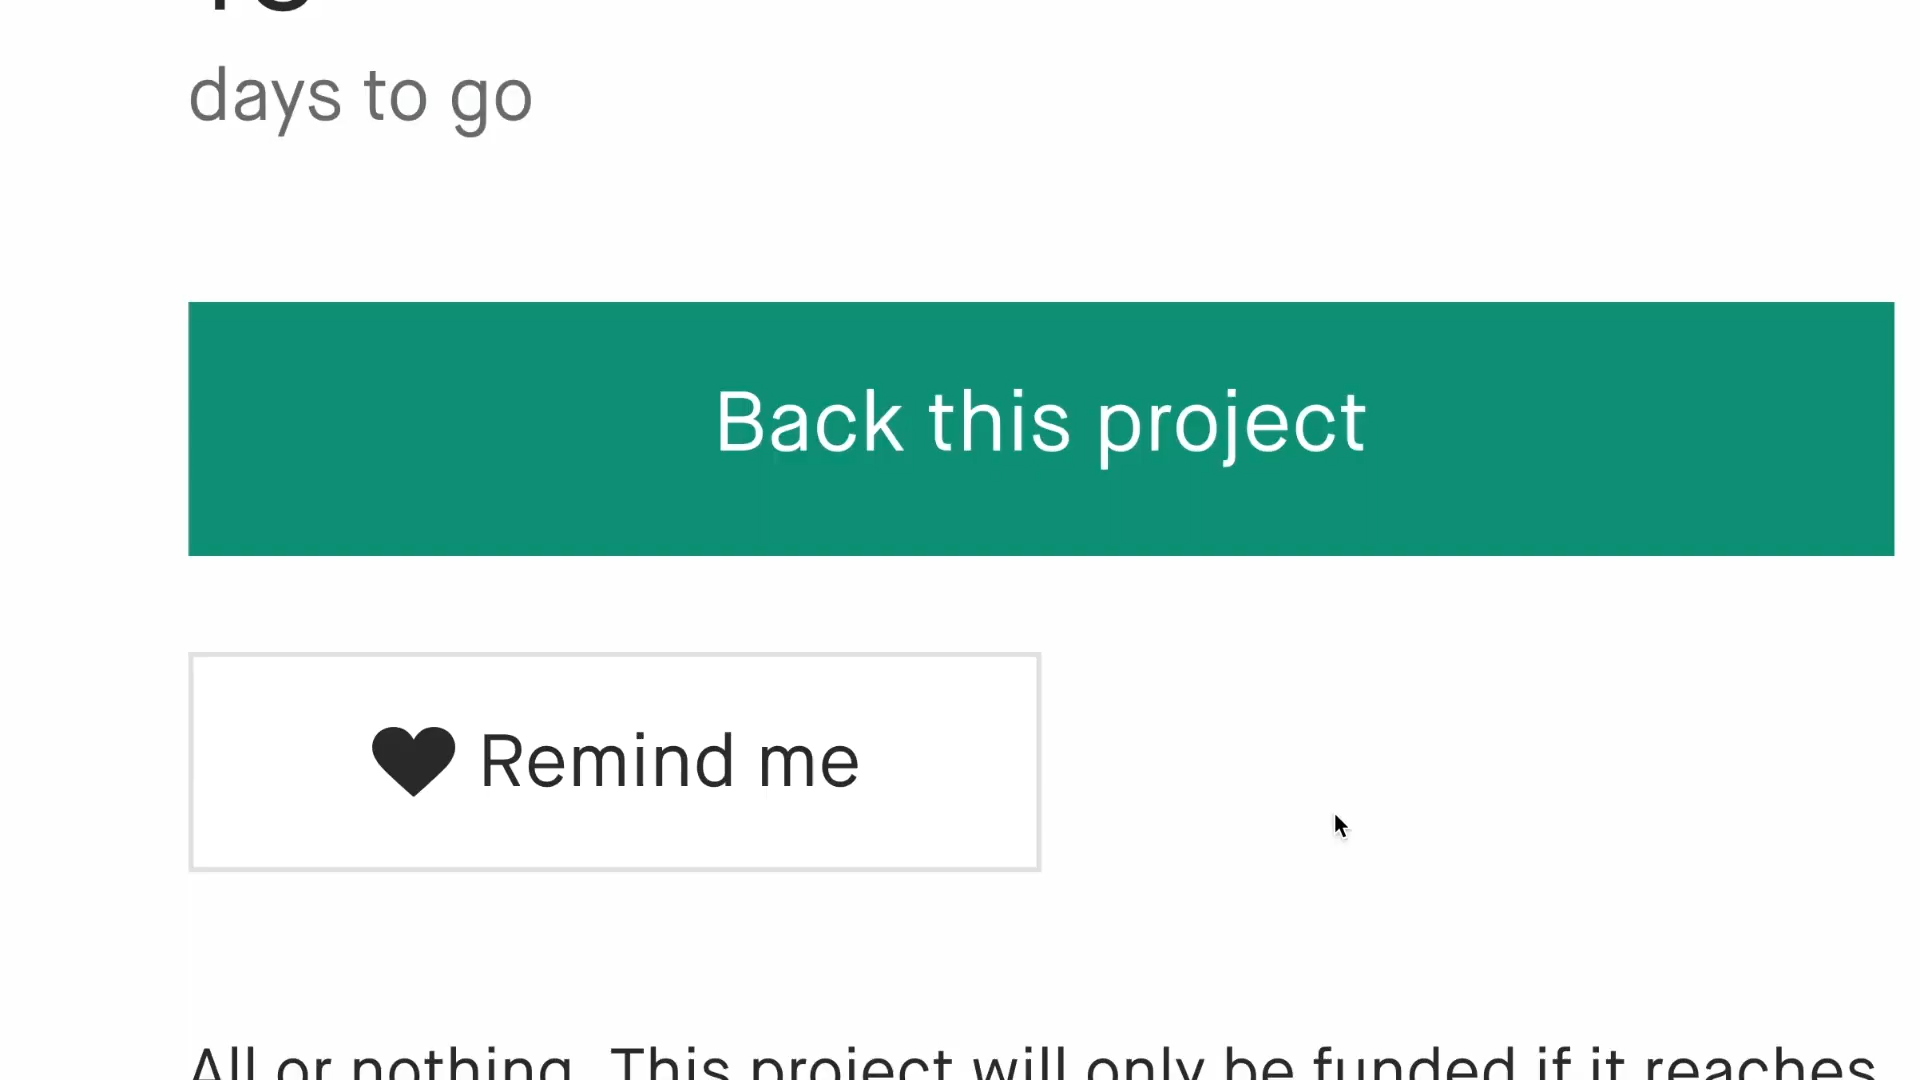 days to go
Back this project
Remind me
All or nothing. This project will only be funded if it reaches